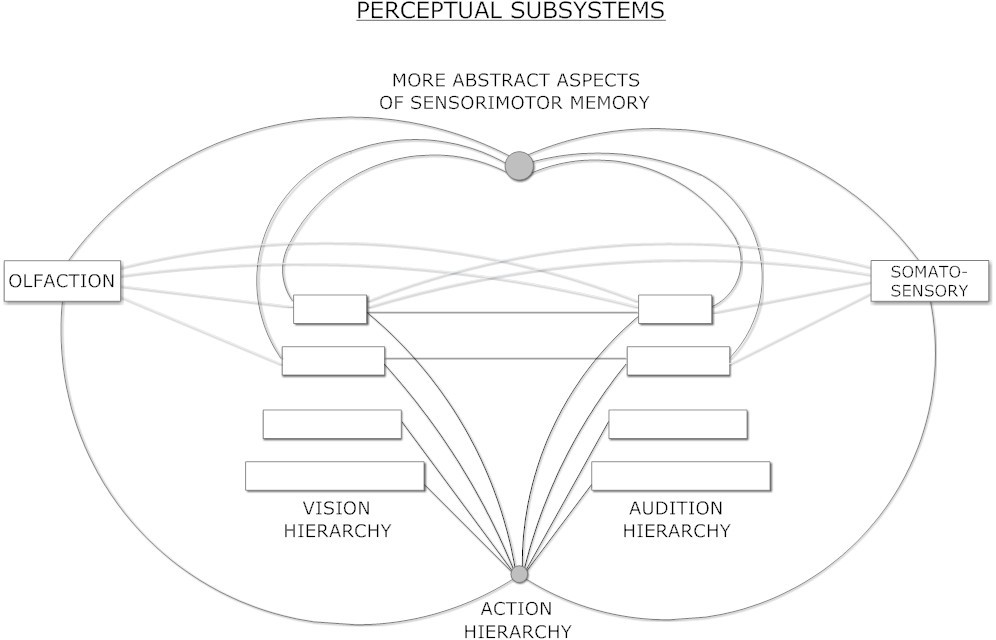 PERCEPTUAL SUBSYSTEMS
MORE ABSTRACT ASPECTS
OF SENSORIMOTOR MEMORY
OLFACTION
SOMATO-
SENSORY
VISION
HIERARCHY
AUDITION
HIERARCHY
ACTION
HIERARCHY